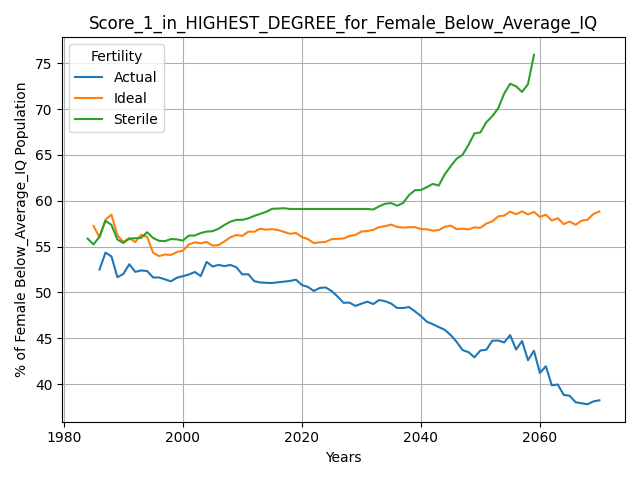 Score_1_in_HIGHEST_DEGREE_for_Female_Below_Average_IQ
Fertility
Actual
Ideal
Sterile
% of Female Below_Average_IQ Population
75
70
65
60
55
50
45
40
1980
2000
2020
2040
2060
Years